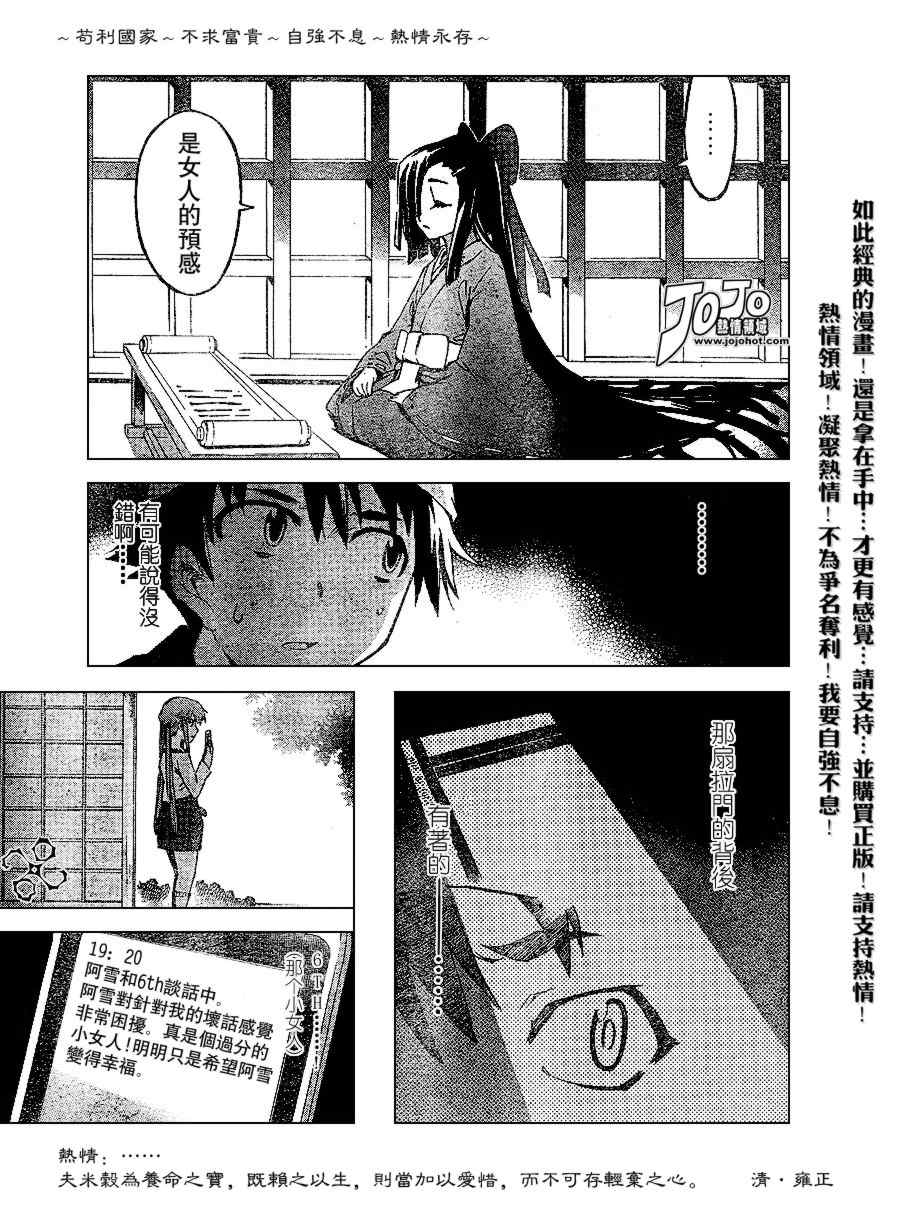 ～苟利國家～不求富貴～自強不息～熱情永存～
……
是女人的預感
JOJO
熱情領域
www.jojohot.com
………
有可能說得沒
錯啊……
那扇拉門的背後
有著的————……
6TH……！
（那个小女人）
19：20
阿雪和6th談話中。
阿雪對針對我的壞話感覺
非常困擾。真是個過分的
小女人！明明只是希望阿雪
變得幸福。
如此經典的漫畫！還是拿在手中…才更有感覺…請支持…並購買正版！請支持熱情！
熱情領域！凝聚熱情！不為爭名奪利！我要自強不息！
熱情：……
夫米穀為養命之寶，既賴之以生，則當加以愛惜，而不可存輕棄之心。 清・雍正